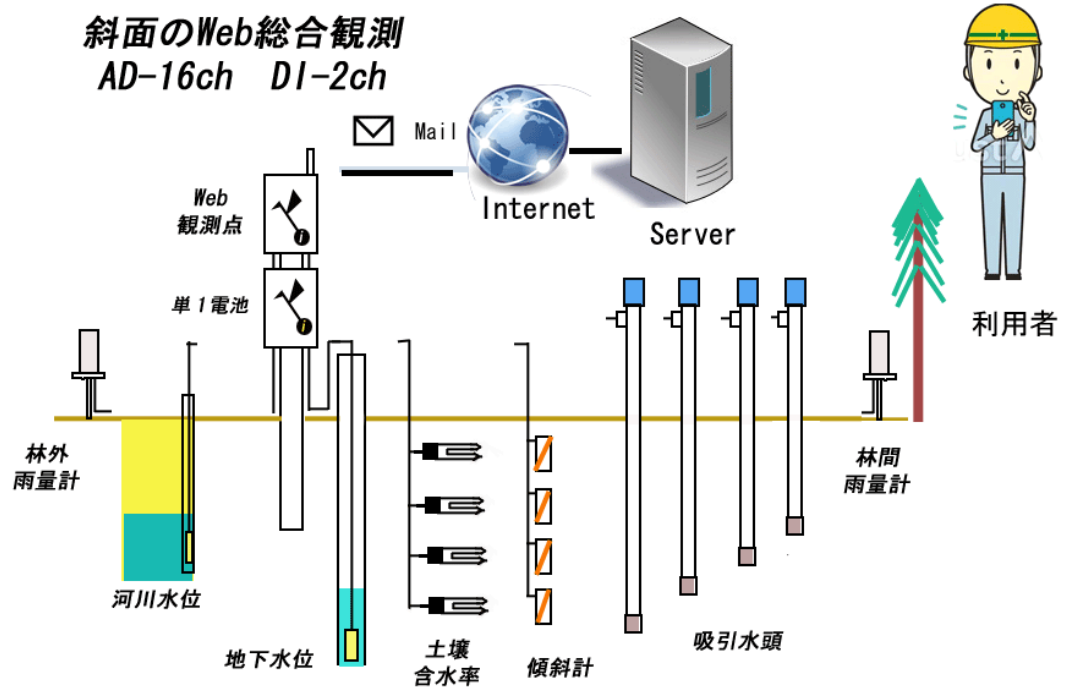 斜面のWeb総合観測
AD-16ch DI-2ch
Mail
Internet
Server
Web
観測点
単1電池
利用者
林外
雨量計
林間
雨量計
河川水位
地下水位
土壌
含水率
傾斜計
吸引水頭